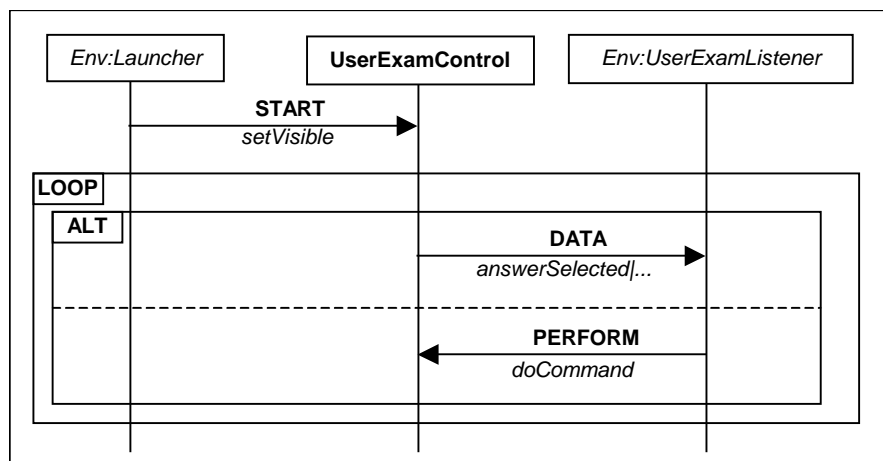 Env:Launcher
UserExamControl
Env:UserExamListener
START
setVisible
LOOP
ALT
DATA
answerSelected|...
PERFORM
doCommand